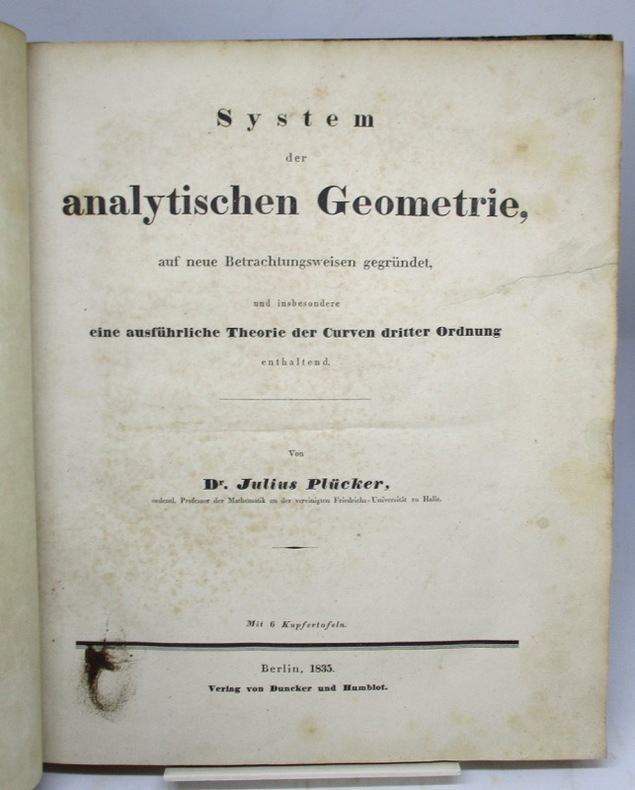 System
der
analytischen Geometrie,
auf neue Betrachtungsweisen gegründet,
und insbesondere
eine ausführliche Theorie der Curven dritter Ordnung
enthaltend.
Von
Dr. Julius Plücker,
ordentl. Professor der Mathematik an der vereinigten Friedrichs-Universität zu Halle.
Mit 6 Kupfertafeln.
Berlin, 1835.
Verlag von Duncker und Humblot.